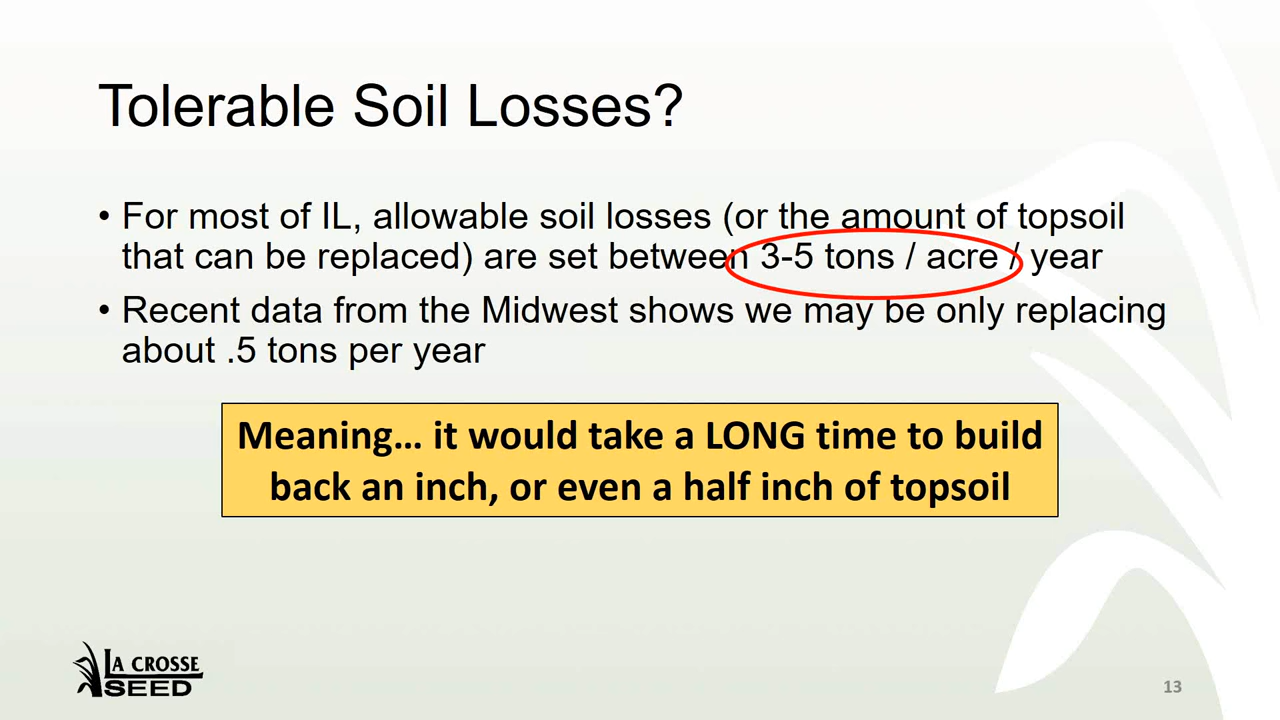 Tolerable Soil Losses?
• For most of IL, allowable soil losses (or the amount of topsoil
that can be replaced) are set between 3-5 tons / acre / year
• Recent data from the Midwest shows we may be only replacing
about .5 tons per year
Meaning... it would take a LONG time to build
back an inch, or even a half inch of topsoil
LA CROSSE
SEED
13